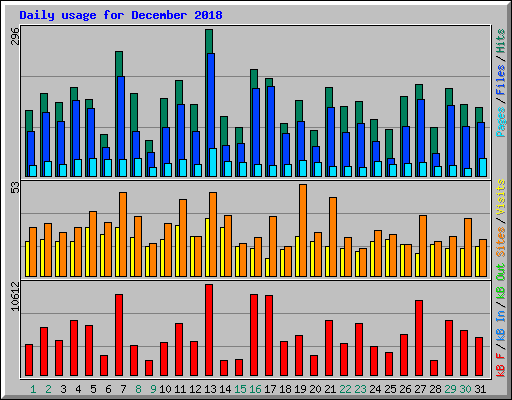 Daily usage for December 2018
296
Pages / Files / Hits
53
Sites / Visits
10612
kB F / kB In / kB Out
1 2 3 4 5 6 7 8 9 10 11 12 13 14 15 16 17 18 19 20 21 22 23 24 25 26 27 28 29 30 31